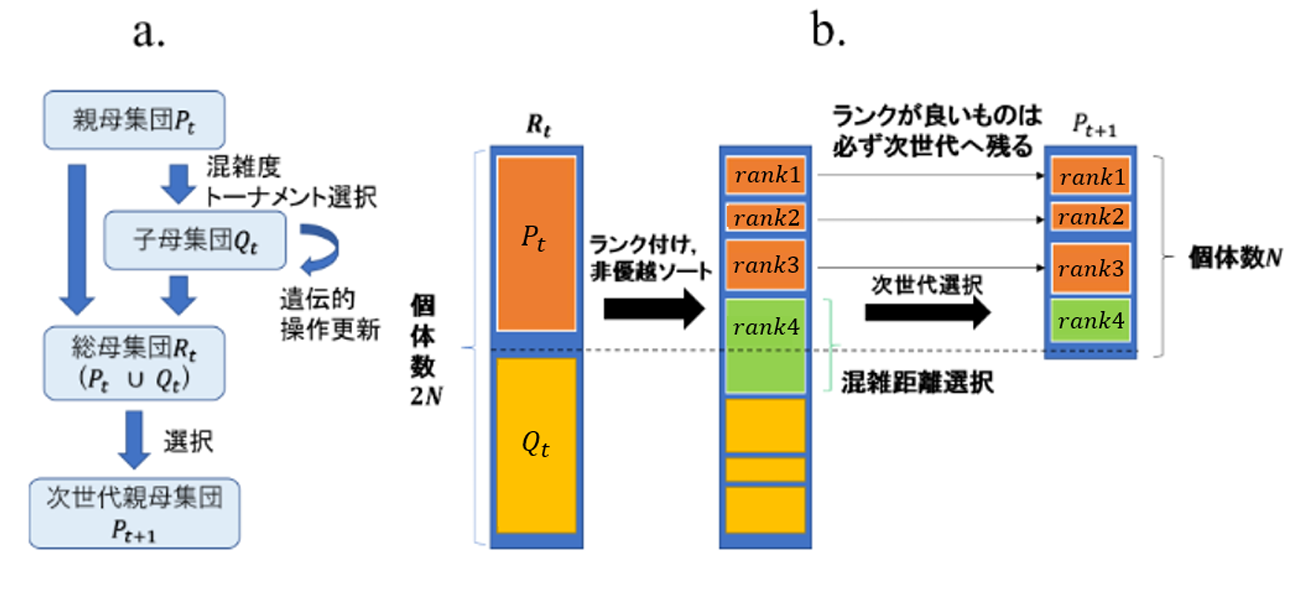 a.
親母集団Pt
混雑度
トーナメント選択
子母集団Qt
遺伝的
操作更新
総母集団Rt
(Pt ∪ Qt)
選択
次世代親母集団
Pt+1
b.
Rt
Pt
Qt
個
体
数
2N
ランク付け,
非優越ソート
rank1
rank2
rank3
rank4
ランクが良いものは
必ず次世代へ残る
次世代選択
混雑距離選択
Pt+1
rank1
rank2
rank3
rank4
個体数N